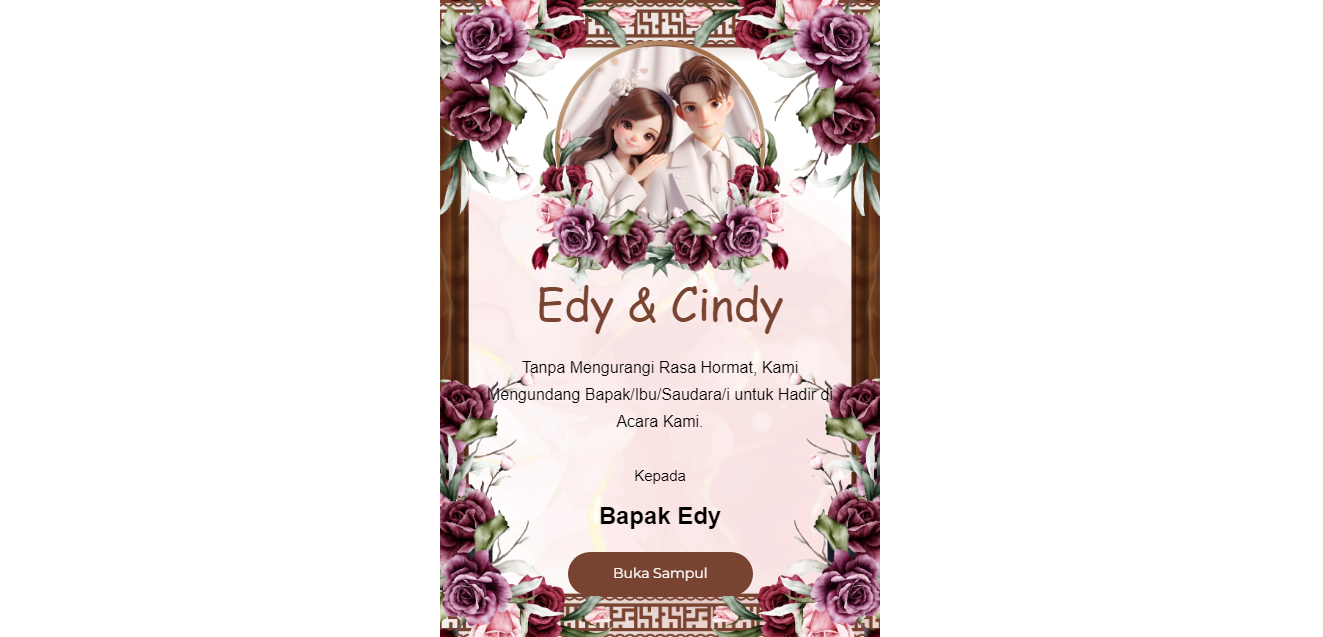 Edy & Cindy
Tanpa Mengurangi Rasa Hormat, Kami
Mengundang Bapak/Ibu/Saudara/i untuk Hadir di
Acara Kami.
Kepada
Bapak Edy
Buka Sampul